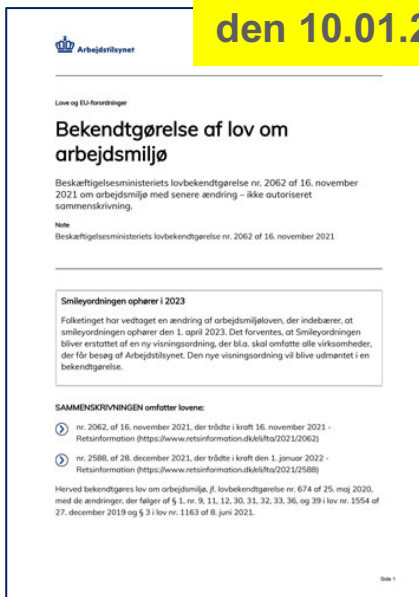 den 10.01.2
Arbejdstilsynet
Love og EU-forordninger
Bekendtgørelse af lov om
arbejdsmiljø
Beskæftigelsesministeriets lovbekendtgørelse nr. 2062 af 16. november
2021 om arbejdsmiljø med senere ændring – ikke autoriseret
sammenskrivning.
Note
Beskæftigelsesministeriets lovbekendtgørelse nr. 2062 af 16. november 2021
Smileyordningen ophører i 2023
Folketinget har vedtaget en ændring af arbejdsmiljøloven, der indebærer, at
smileyordningen ophører den 1. april 2023. Det forventes, at Smileyordningen
bliver erstattet af en ny visningsordning, der bl.a. skal omfatte alle virksomheder,
der får besøg af Arbejdstilsynet. Den nye visningsordning vil blive udmøntet i en
bekendtgørelse.
SAMMENSKRIVNINGEN omfatter lovene:
nr. 2062, af 16. november 2021, der trådte i kraft 16. november 2021 -
Retsinformation (https://www.retsinformation.dk/eli/lta/2021/2062)
nr. 2588, af 28. december 2021, der trådte i kraft den 1. januar 2022 -
Retsinformation (https://www.retsinformation.dk/eli/lta/2021/2588)
Herved bekendtgøres lov om arbejdsmiljø, jf. lovbekendtgørelse nr. 674 af 25. maj 2020,
med de ændringer, der følger af § 1, nr. 9, 11, 12, 30, 31, 32, 33, 36, og 39 i lov nr. 1554 af
27. december 2019 og § 3 i lov nr. 1163 af 8. juni 2021.
Side 1